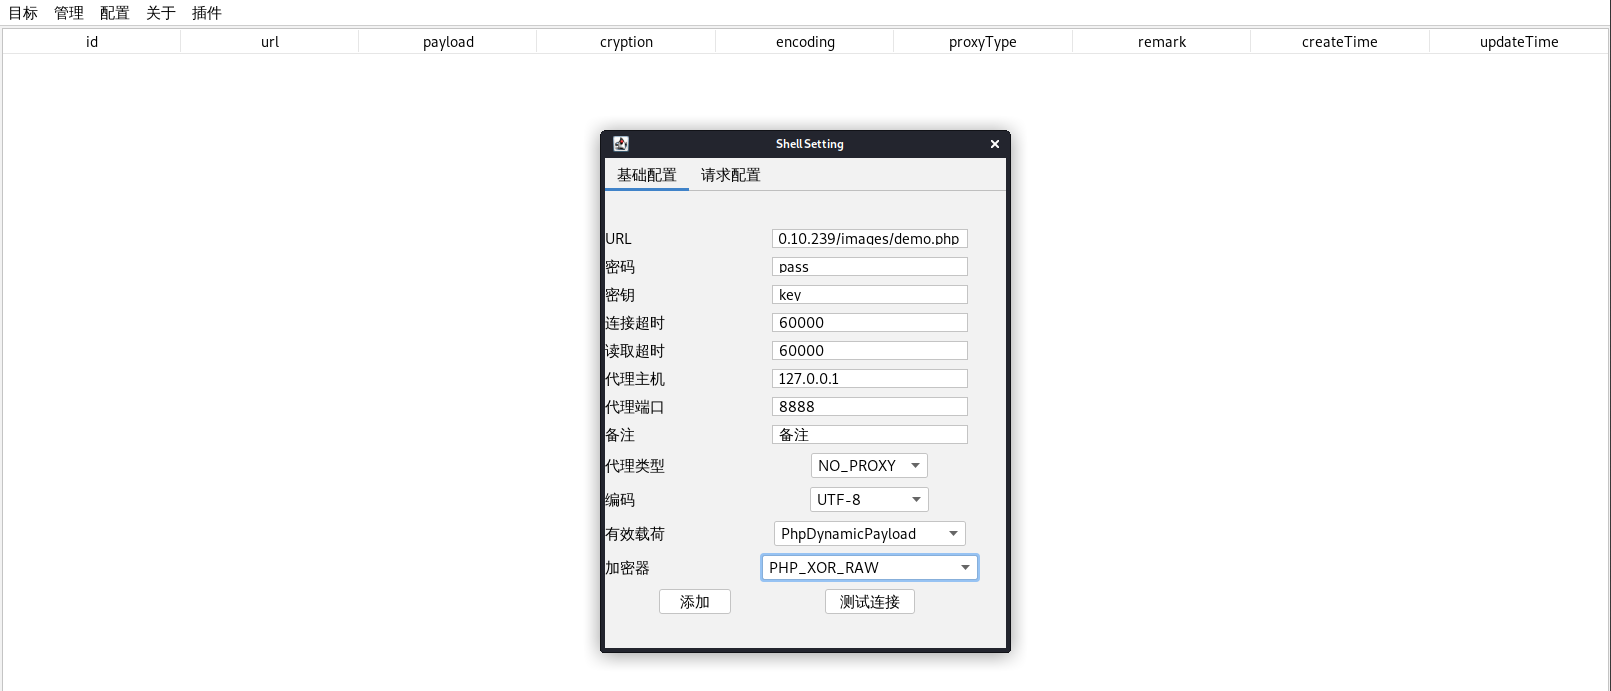 目标 管理 配置 关于 插件
id url payload cryption encoding proxyType remark createTime updateTime
Shell Setting
基础配置 请求配置
URL 0.10.239/images/demo.php
密码 pass
密钥 key
连接超时 60000
读取超时 60000
代理主机 127.0.0.1
代理端口 8888
备注 备注
代理类型 NO_PROXY
编码 UTF-8
有效载荷 PhpDynamicPayload
加密器 PHP_XOR_RAW
添加 测试连接